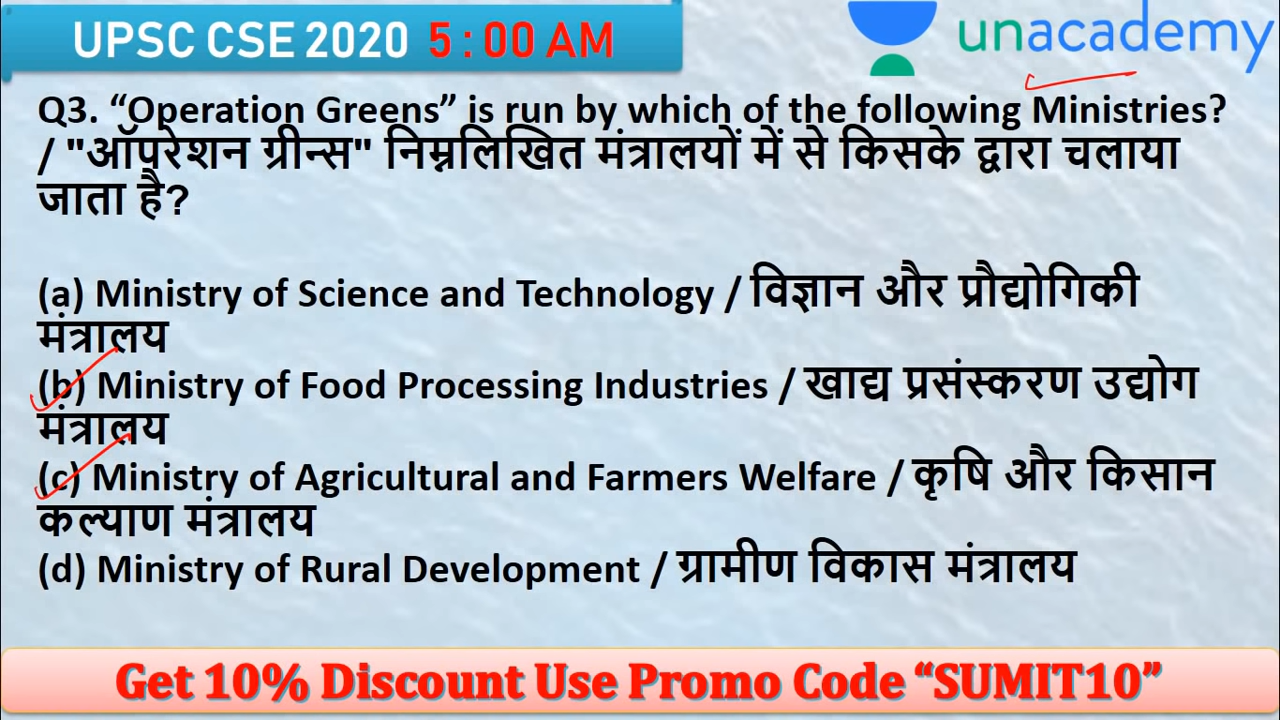 UPSC CSE 2020 5:00 AM
unacademy
Q3. “Operation Greens” is run by which of the following Ministries?
/ "ऑपरेशन ग्रीन्स" निम्नलिखित मंत्रालयों में से किसके द्वारा चलाया
जाता है?
(a) Ministry of Science and Technology / विज्ञान और प्रौद्योगिकी
मंत्रालय
(b) Ministry of Food Processing Industries / खाद्य प्रसंस्करण उद्योग
मंत्रालय
(c) Ministry of Agricultural and Farmers Welfare / कृषि और किसान
कल्याण मंत्रालय
(d) Ministry of Rural Development / ग्रामीण विकास मंत्रालय
Get 10% Discount Use Promo Code “SUMIT10”